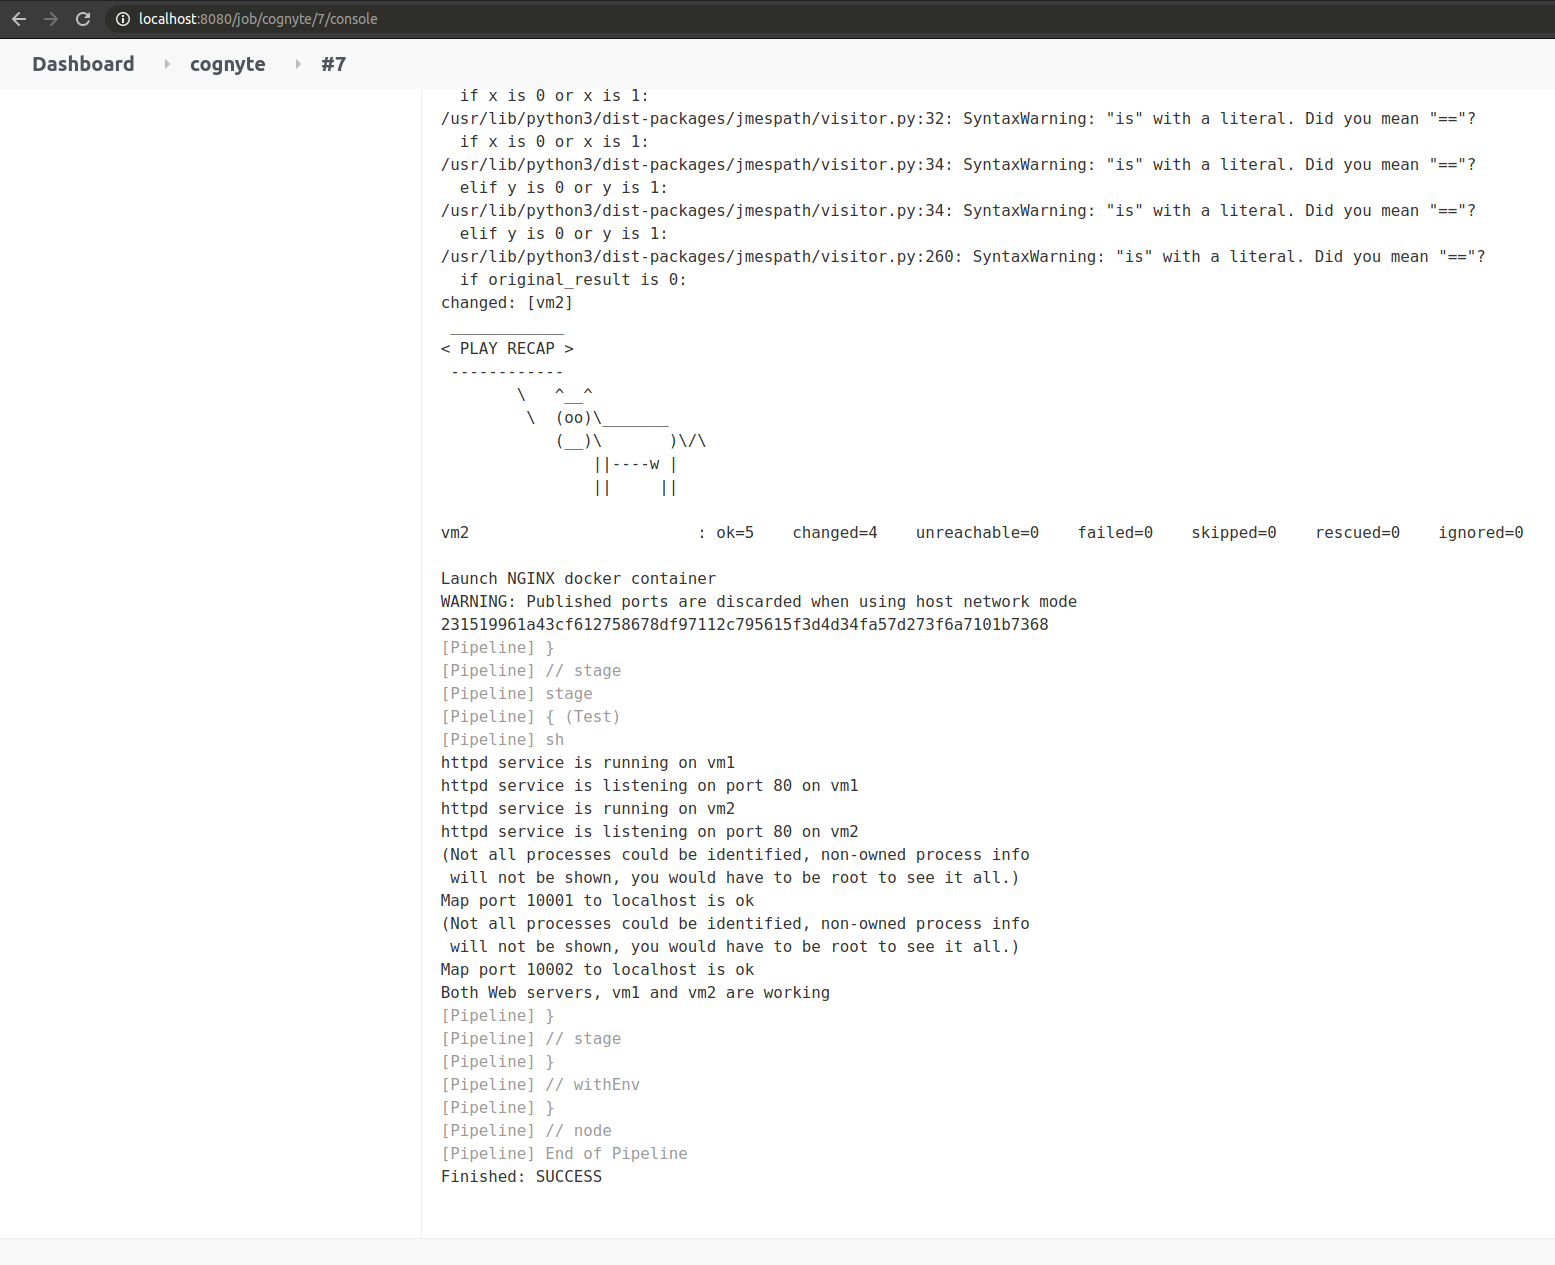 localhost:8080/job/cognyte/7/console
Dashboard cognyte #7
  if x is 0 or x is 1:
/usr/lib/python3/dist-packages/jmespath/visitor.py:32: SyntaxWarning: "is" with a literal. Did you mean "=="?
  if x is 0 or x is 1:
/usr/lib/python3/dist-packages/jmespath/visitor.py:34: SyntaxWarning: "is" with a literal. Did you mean "=="?
  elif y is 0 or y is 1:
/usr/lib/python3/dist-packages/jmespath/visitor.py:34: SyntaxWarning: "is" with a literal. Did you mean "=="?
  elif y is 0 or y is 1:
/usr/lib/python3/dist-packages/jmespath/visitor.py:260: SyntaxWarning: "is" with a literal. Did you mean "=="?
  if original_result is 0:
changed: [vm2]
 ____________
< PLAY RECAP >
 ------------
        \   ^__^
         \  (oo)\_______
            (__)\       )\/\
                ||----w |
                ||     ||
vm2                        : ok=5    changed=4    unreachable=0    failed=0    skipped=0    rescued=0    ignored=0
Launch NGINX docker container
WARNING: Published ports are discarded when using host network mode
231519961a43cf612758678df97112c795615f3d4d34fa57d273f6a7101b7368
[Pipeline] }
[Pipeline] // stage
[Pipeline] stage
[Pipeline] { (Test)
[Pipeline] sh
httpd service is running on vm1
httpd service is listening on port 80 on vm1
httpd service is running on vm2
httpd service is listening on port 80 on vm2
(Not all processes could be identified, non-owned process info
 will not be shown, you would have to be root to see it all.)
Map port 10001 to localhost is ok
(Not all processes could be identified, non-owned process info
 will not be shown, you would have to be root to see it all.)
Map port 10002 to localhost is ok
Both Web servers, vm1 and vm2 are working
[Pipeline] }
[Pipeline] // stage
[Pipeline] }
[Pipeline] // withEnv
[Pipeline] }
[Pipeline] // node
[Pipeline] End of Pipeline
Finished: SUCCESS